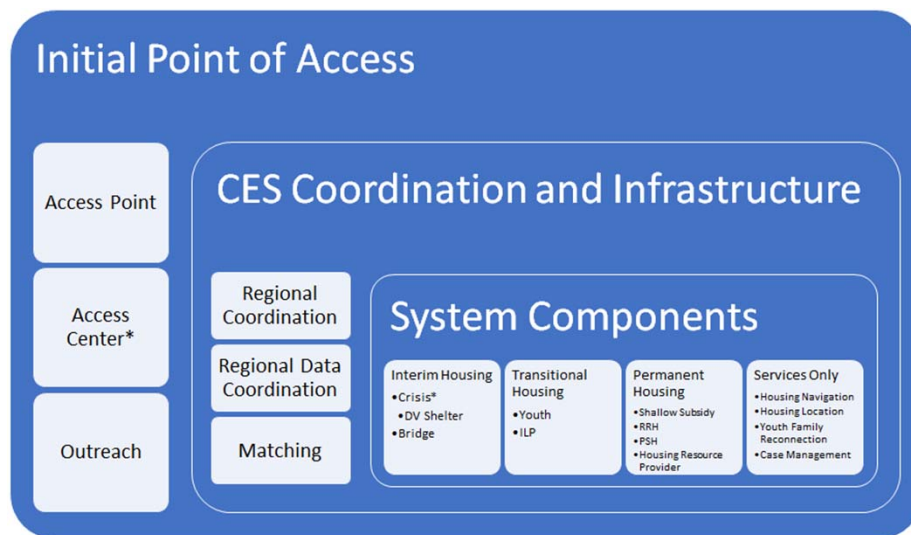 Initial Point of Access
Access Point
Access
Center*
Outreach
CES Coordination and Infrastructure
Regional
Coordination
Regional Data
Coordination
Matching
System Components
Interim Housing
•Crisis*
•DV Shelter
•Bridge
Transitional
Housing
•Youth
•ILP
Permanent
Housing
•Shallow Subsidy
•RRH
•PSH
•Housing Resource
Provider
Services Only
•Housing Navigation
•Housing Location
•Youth Family
Reconnection
•Case Management